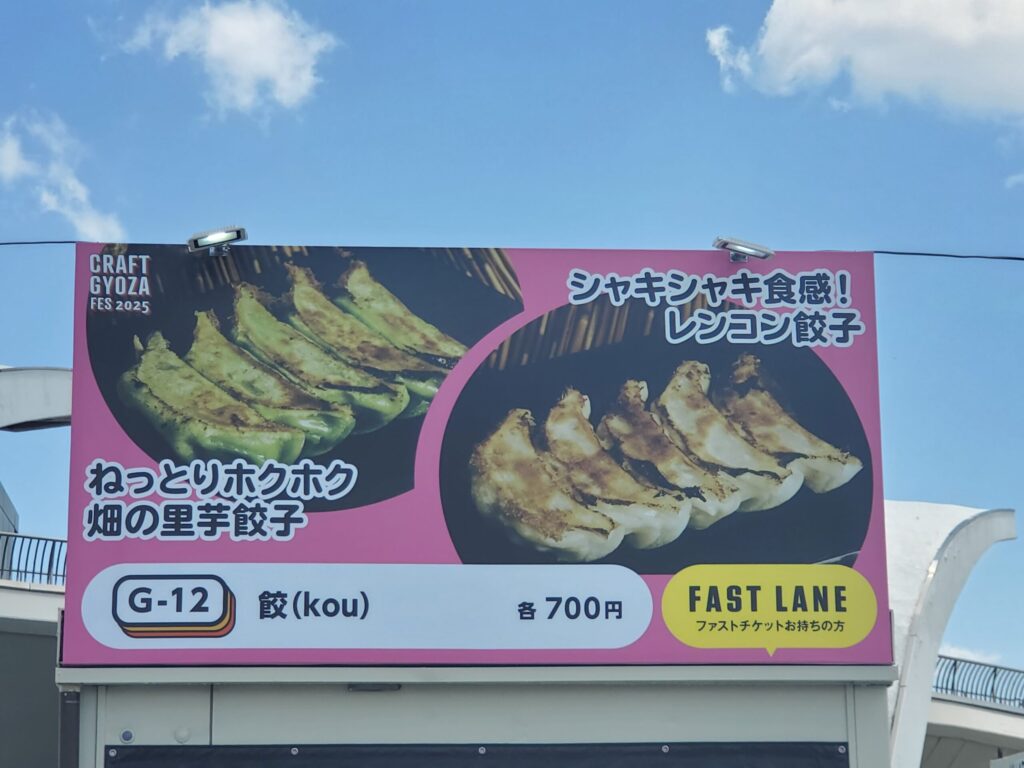 CRAFT
GYOZA
FES 2025
シャキシャキ食感！
レンコン餃子
ねっとりホクホク
畑の里芋餃子
G-12
餃(kou)
各 700円
FAST LANE
ファストチケットお持ちの方